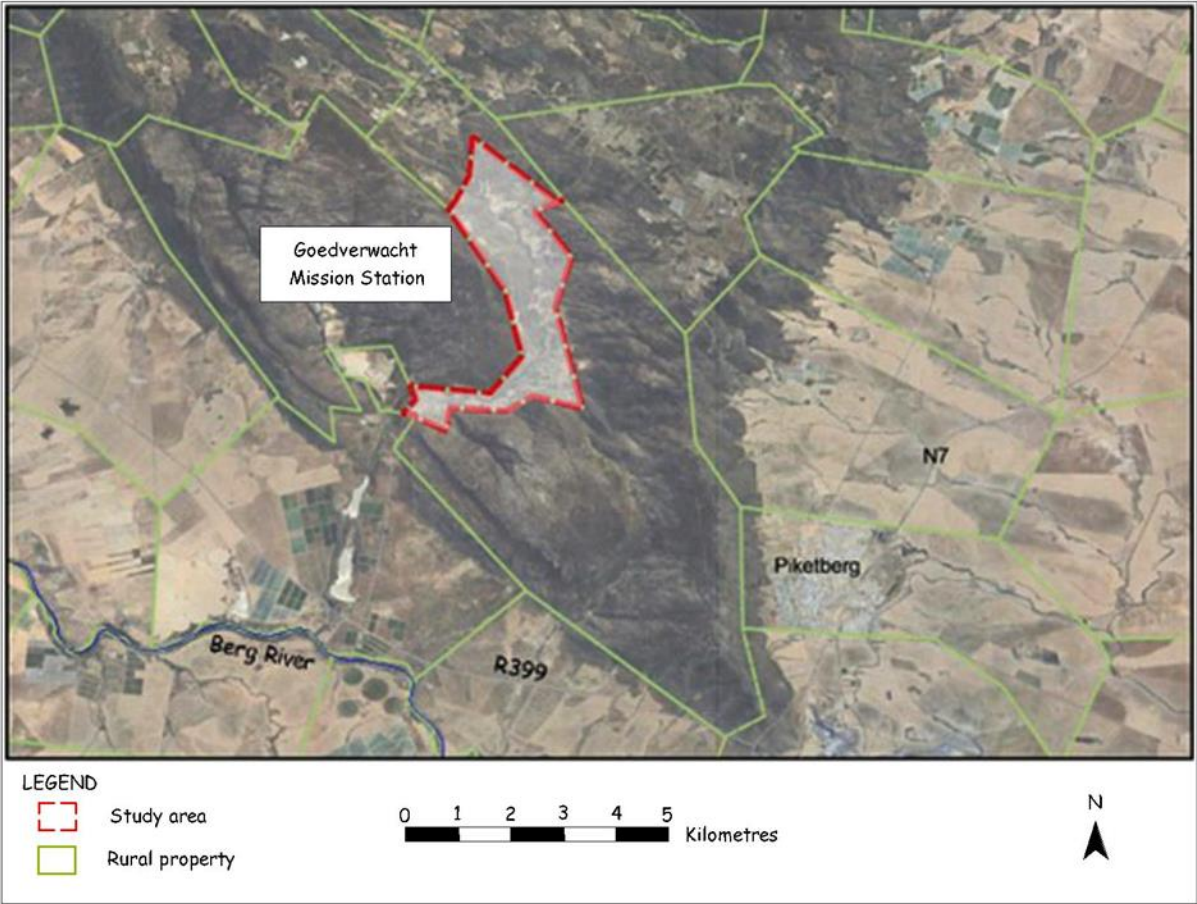 Goedverwacht
Mission Station
N7
Piketberg
Berg River
R399
LEGEND
Study area
Rural property
0 1 2 3 4 5
Kilometres
N